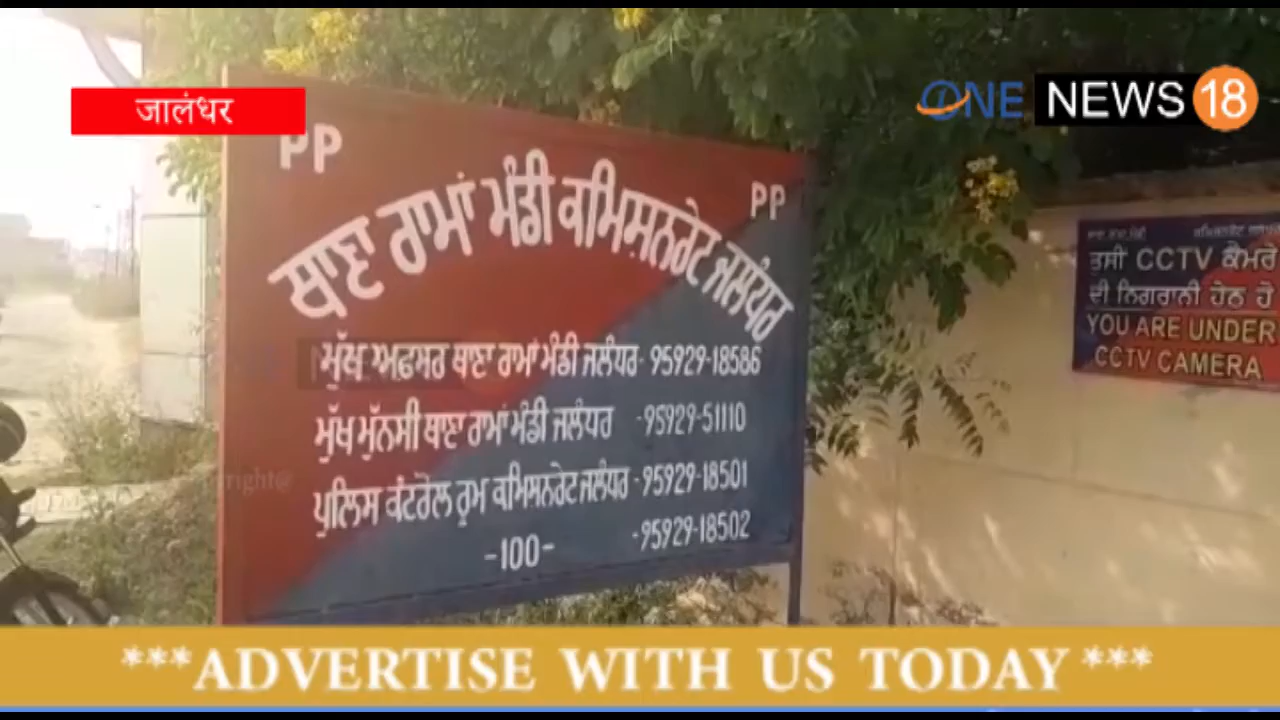 जालंधर
ONE NEWS 18
PP
PP
ਥਾਣਾ ਰਾਮਾਂ ਮੰਡੀ ਕਮਿਸ਼ਨਰੇਟ ਜਲੰਧਰ
ਮੁੱਖ ਅਫਸਰ ਥਾਣਾ ਰਾਮਾਂ ਮੰਡੀ ਜਲੰਧਰ - 95929-18586
ਮੁੱਖ ਮੁੱਨਸੀ ਥਾਣਾ ਰਾਮਾਂ ਮੰਡੀ ਜਲੰਧਰ -95929-51110
ਪੁਲਿਸ ਕੰਟਰੋਲ ਰੂਮ ਕਮਿਸਨਰੇਟ ਜਲੰਧਰ -95929-18501
-100- -95929-18502
ਤੁਸੀ CCTV ਕੈਮਰੇ
ਦੀ ਨਿਗਰਾਨੀ ਹੇਠ ਹੋ
YOU ARE UNDER
CCTV CAMERA
***ADVERTISE WITH US TODAY***